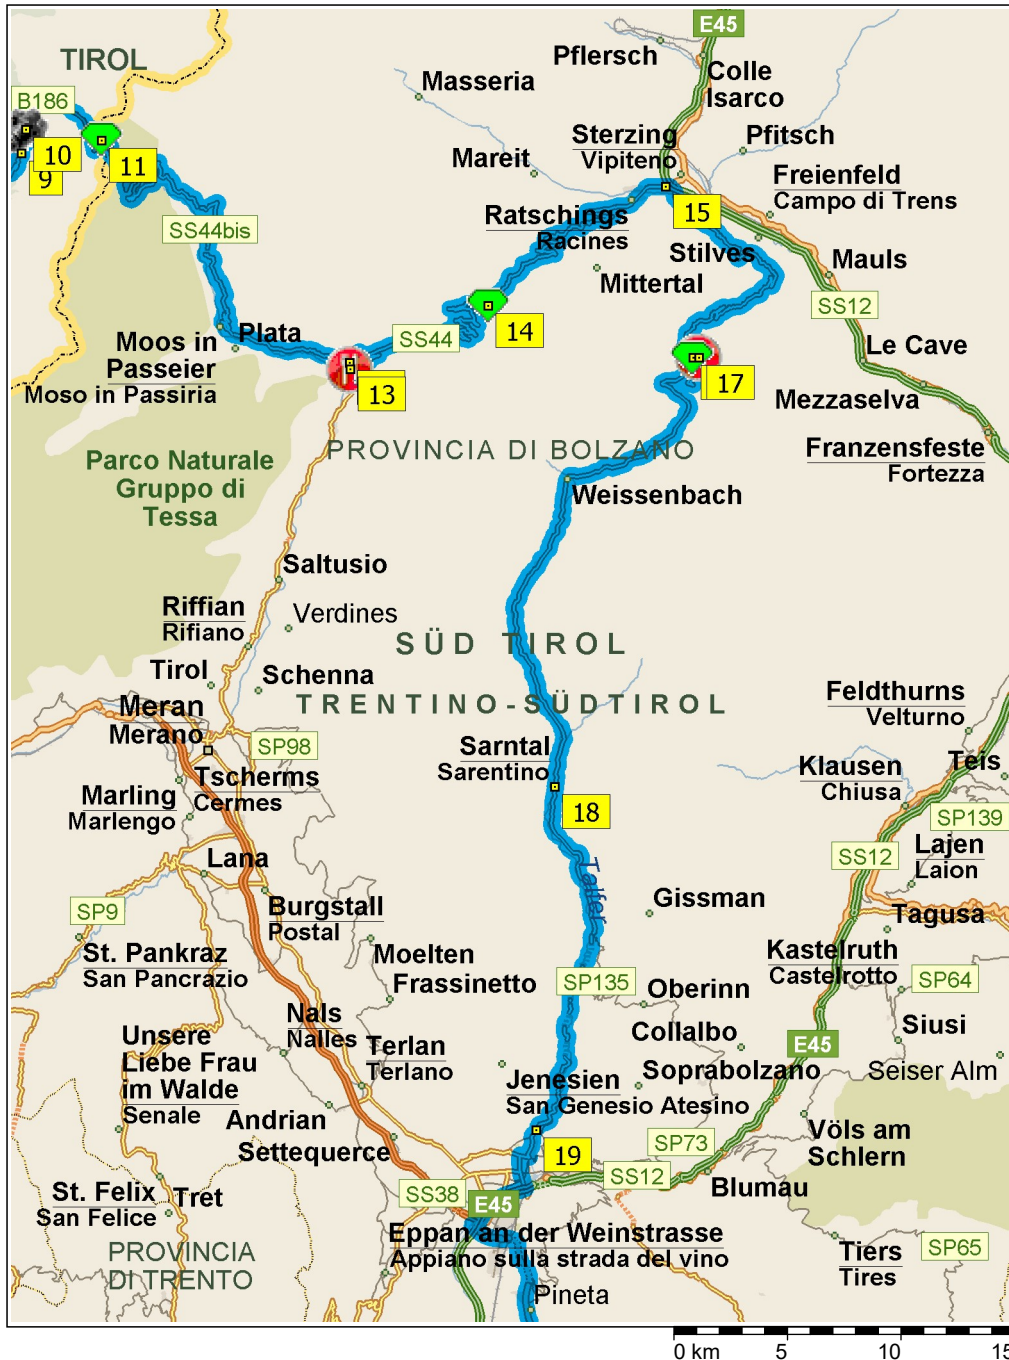 E45
TIROL
Pflersch
Colle
Isarco
Masseria
B186
Sterzing
Vipiteno
Pfitsch
10
9
11
Mareit
Freienfeld
Campo di Trens
15
Ratschings
Racines
SS44bis
Stilves
Mauls
Mittertal
SS12
14
Plata
SS44
Moos in
Passeier
Moso in Passiria
Le Cave
13
17
Mezzaselva
PROVINCIA DI BOLZANO
Franzensfeste
Fortezza
Parco Naturale
Gruppo di
Tessa
Weissenbach
Saltusio
Riffian
Rifiano
Verdines
SÜD TIROL
Tirol
Schenna
TRENTINO-SÜDTIROL
Feldthurns
Velturno
Meran
Merano
SP98
Sarntal
Sarentino
Klausen
Chiusa
Teis
Tscherms
Cermes
Marling
Marlengo
18
SP139
Lajen
Laion
SS12
Lana
Talfer
Burgstall
Postal
Gissman
Tagusa
SP9
St. Pankraz
San Pancrazio
Moelten
Frassinetto
Kastelruth
Castelrotto
SP64
SP135
Oberinn
Nals
Nalles
Collalbo
Siusi
Unsere
Liebe Frau
im Walde
Senale
Terlan
Terlano
E45
Seiser Alm
Jenesien
San Genesio Atesino
Soprabolzano
Andrian
Settequerce
19
SP73
Völs am
Schlern
SS12
Blumau
St. Felix
San Felice
Tret
SS38
E45
Eppan an der Weinstrasse
Appiano sulla strada del vino
PROVINCIA
DI TRENTO
Tiers
Tires
SP65
Pineta
0 km
5
10
15